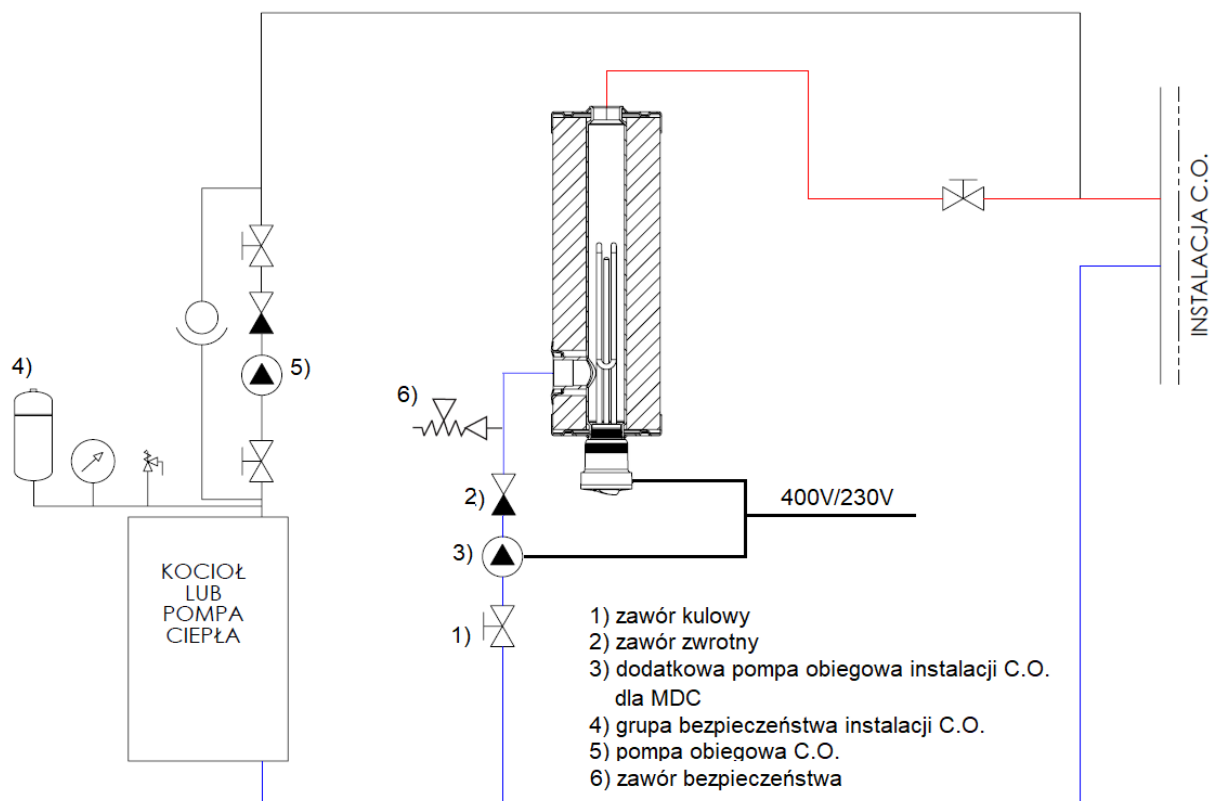 4)
5)
6)
2)
3)
1)
400V/230V
INSTALACJA C.O.
KOCIOŁ
LUB
POMPA
CIEPŁA
1) zawór kulowy
2) zawór zwrotny
3) dodatkowa pompa obiegowa instalacji C.O.
dla MDC
4) grupa bezpieczeństwa instalacji C.O.
5) pompa obiegowa C.O.
6) zawór bezpieczeństwa